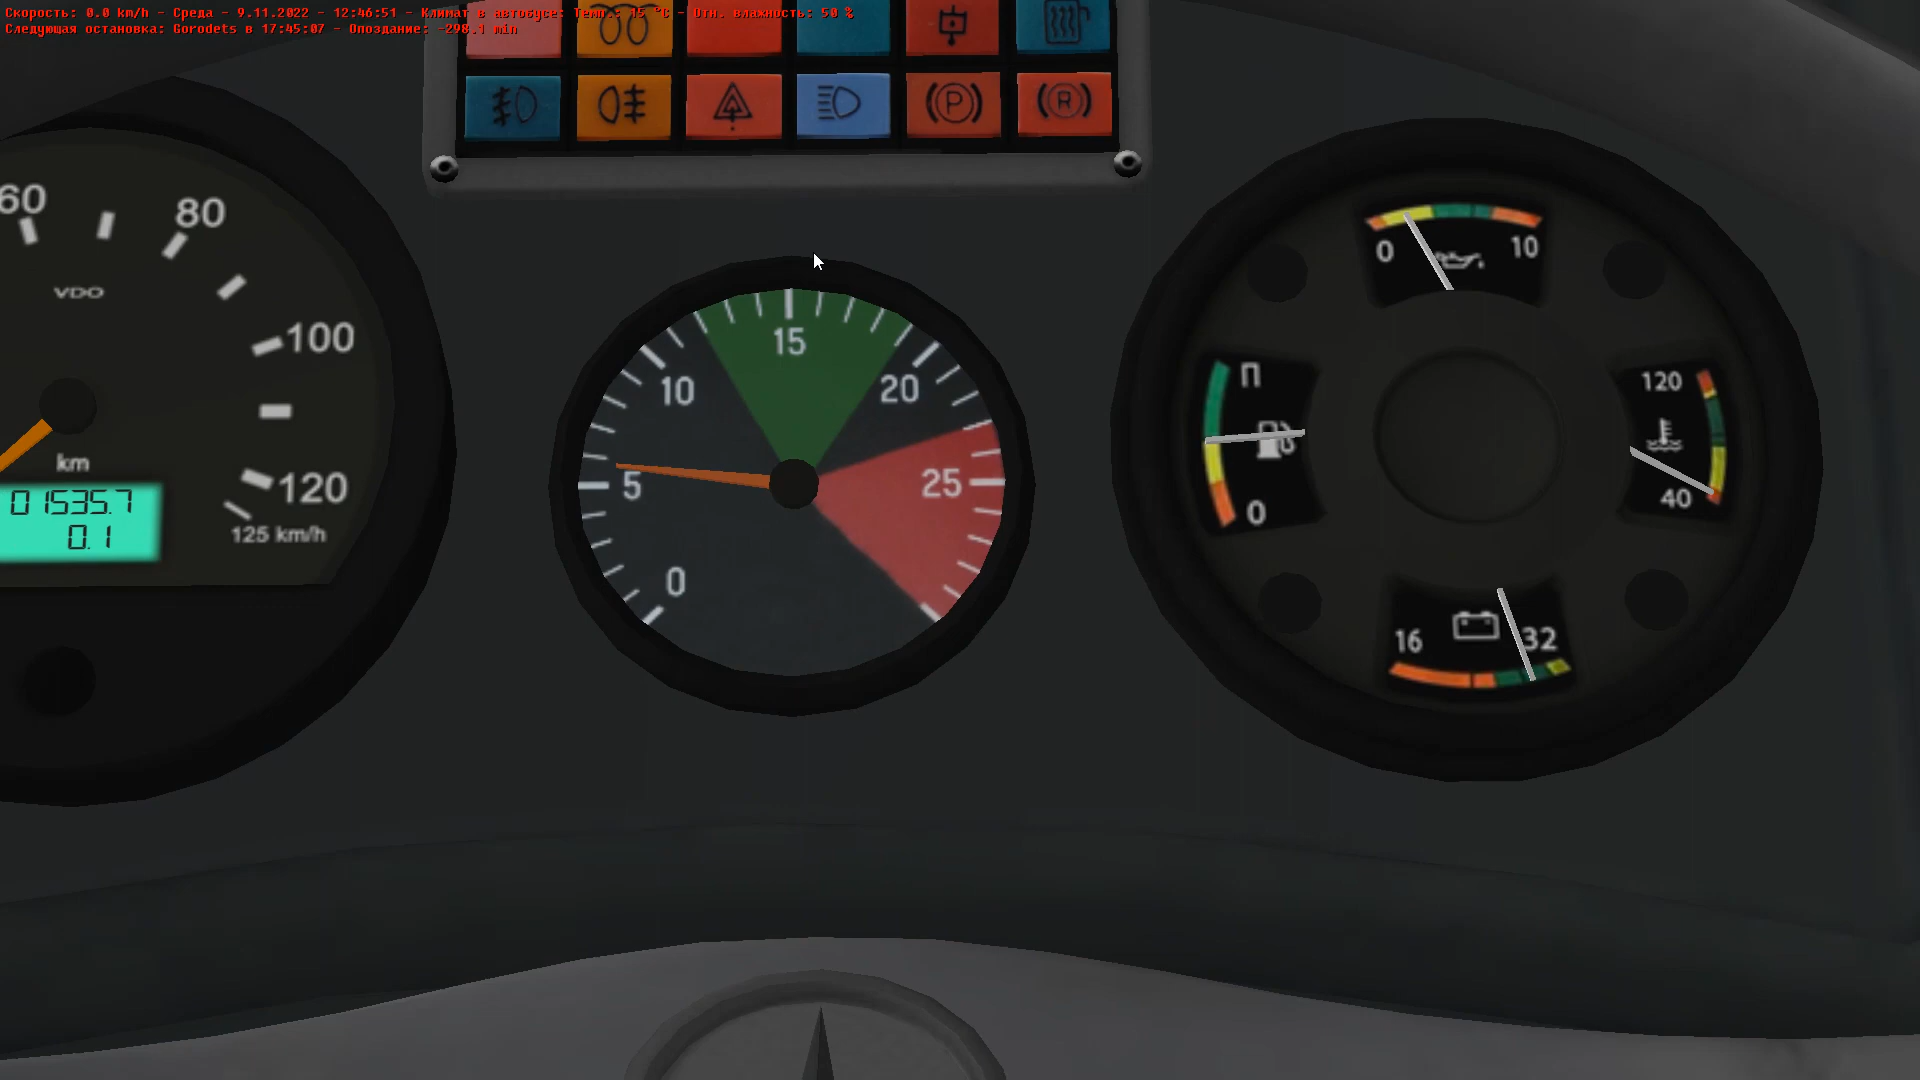 Скорость: 0.0 km/h - Среда - 9.11.2022 - 12:46:51 - Климат в автобусе: Темп.: 15 °C - Отн. влажность: 50 %
Следующая остановка: Gorodets в 17:45:07 - Опоздание: -298.1 min
P
R
60
80
VDO
100
km
120
125 km/h
01535.7
0.1
0
5
10
15
20
25
0
10
П
0
120
40
16
32